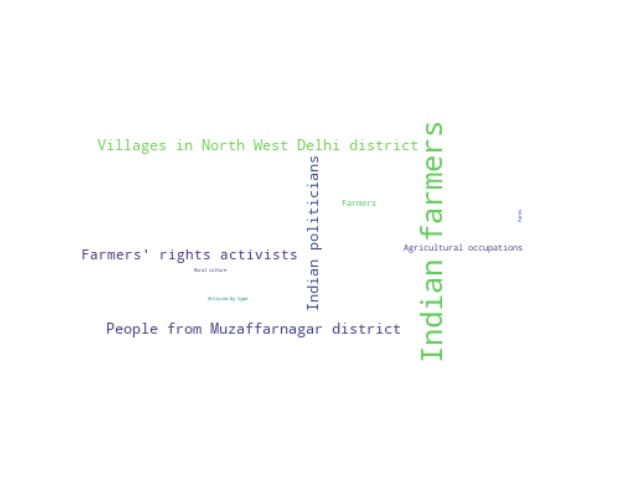 Villages in North West Delhi district
Indian politicians
Farmers
Indian farmers
Farms
Agricultural occupations
Farmers' rights activists
Rural culture
Activism by type
People from Muzaffarnagar district